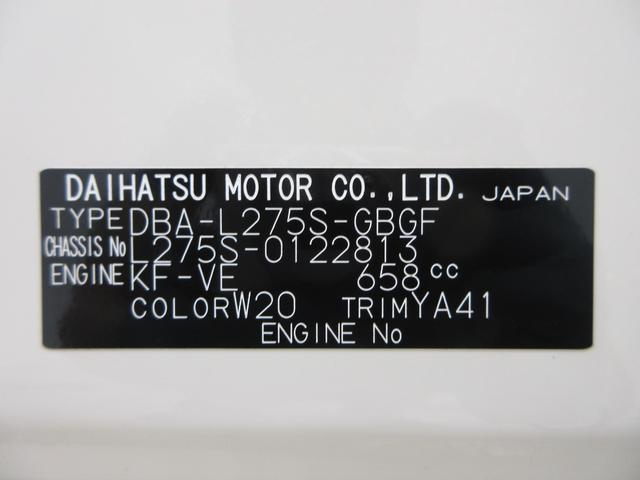 DAIHATSU MOTOR CO.,LTD. JAPAN
TYPE DBA-L275S-GBGF
CHASSIS No L275S-0122813
ENGINE KF-VE 658 cc
COLOR W20 TRIM YA41
ENGINE No